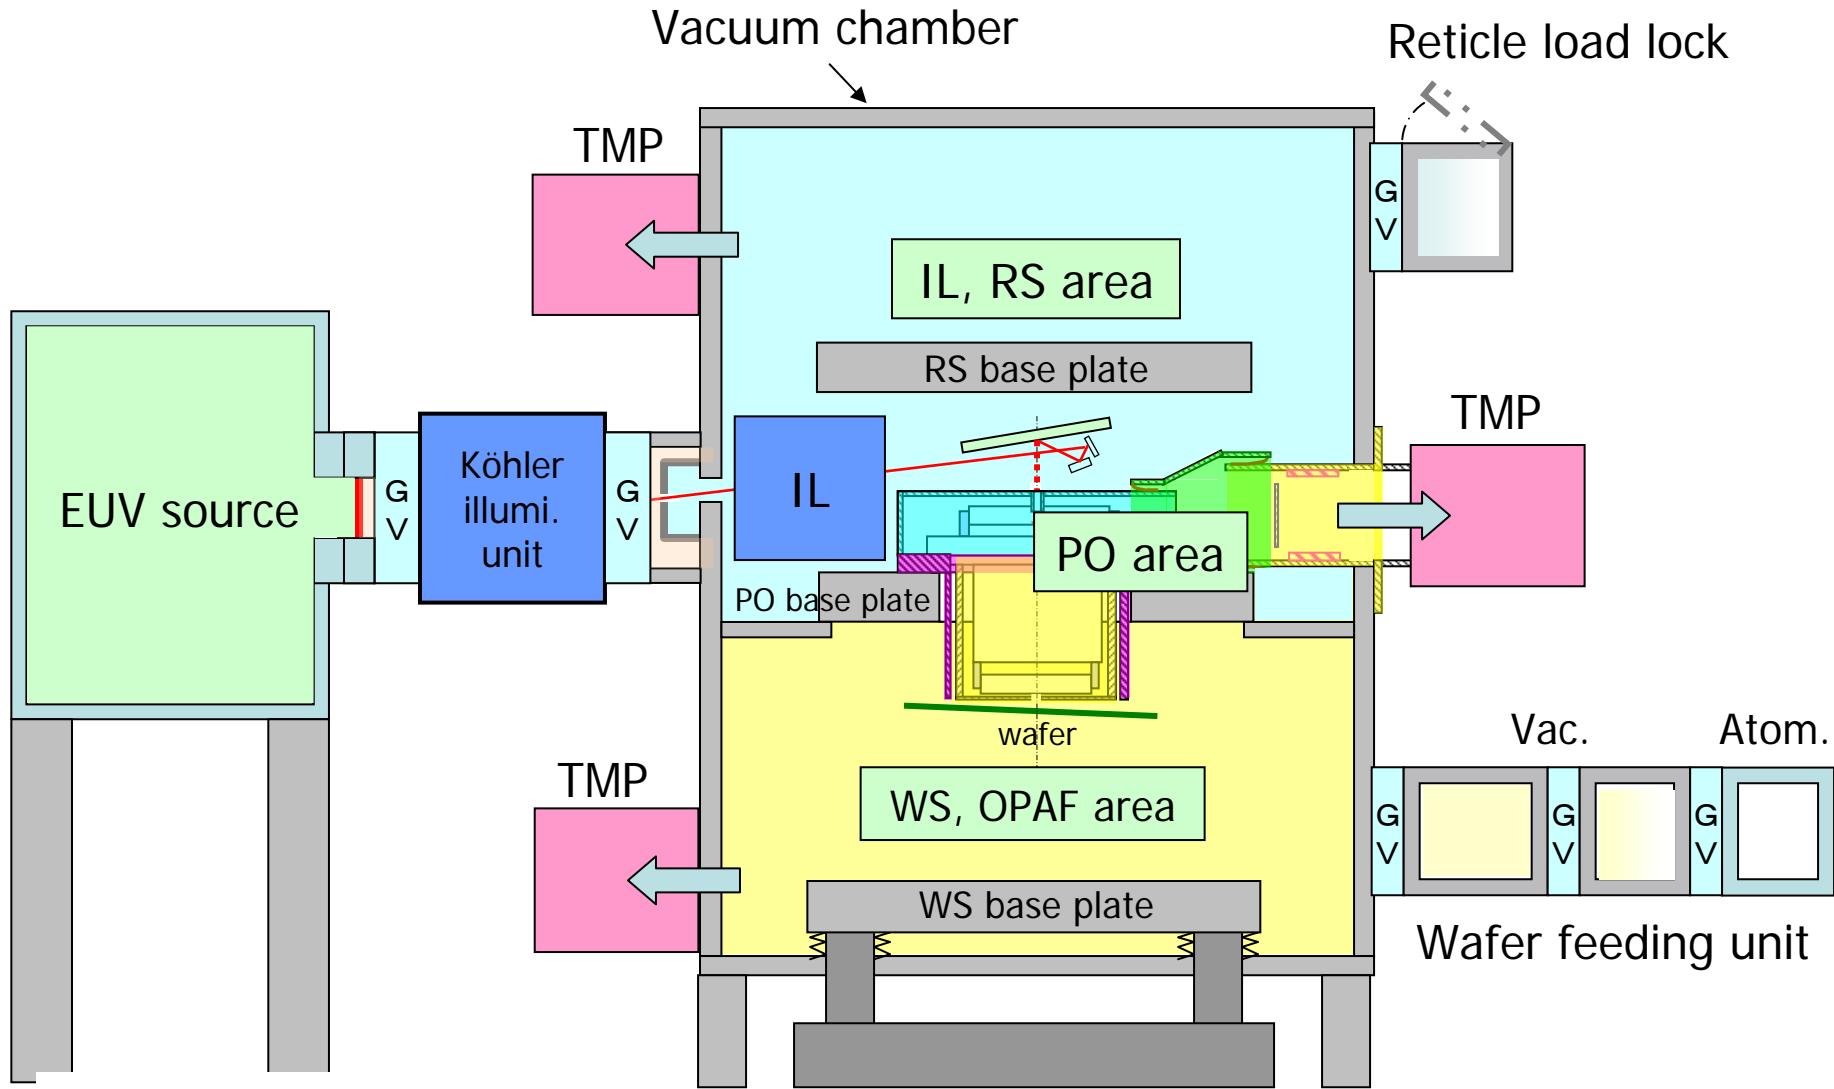 Vacuum chamber
Reticle load lock
TMP
G
V
IL, RS area
RS base plate
TMP
EUV source
G
V
Köhler
illumi.
unit
G
V
IL
PO area
PO base plate
wafer
Vac.
Atom.
TMP
WS, OPAF area
G
V
G
V
G
V
WS base plate
Wafer feeding unit